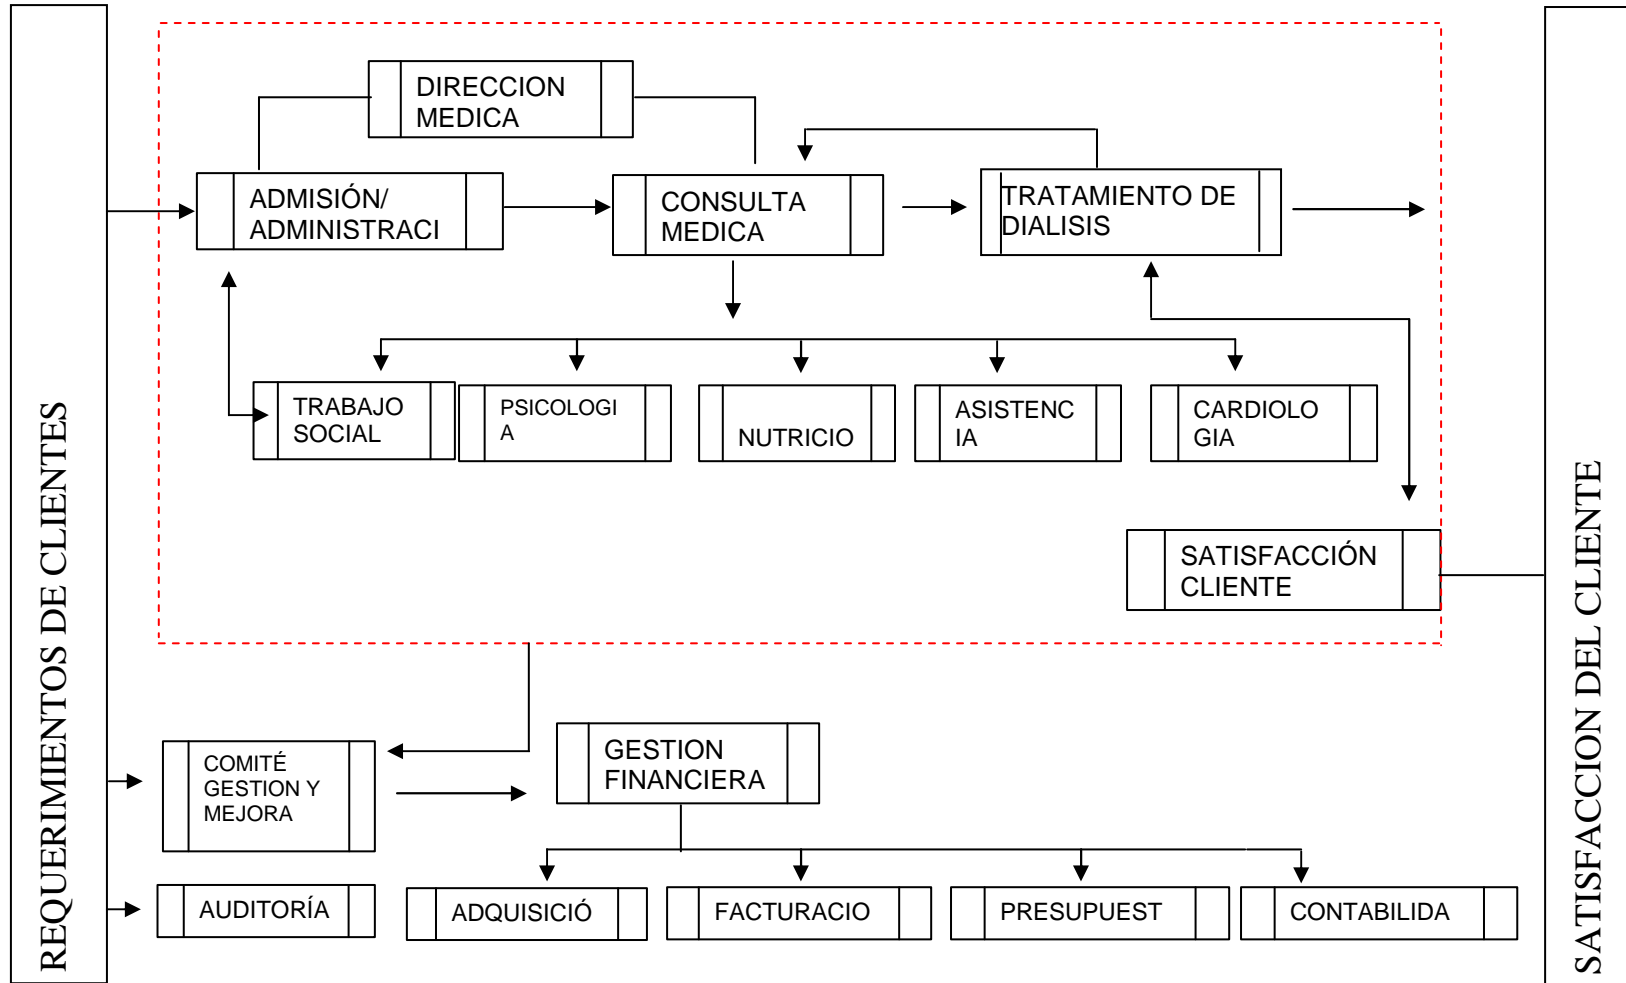 REQUERIMIENTOS DE CLIENTES
DIRECCION
MEDICA
ADMISIÓN/
ADMINISTRACI
CONSULTA
MEDICA
TRATAMIENTO DE
DIALISIS
TRABAJO
SOCIAL
PSICOLOGI
A
NUTRICIO
ASISTENC
IA
CARDIOLO
GIA
SATISFACCIÓN
CLIENTE
COMITÉ
GESTION Y
MEJORA
GESTION
FINANCIERA
AUDITORÍA
ADQUISICIÓ
FACTURACIO
PRESUPUEST
CONTABILIDA
SATISFACCION DEL CLIENTE